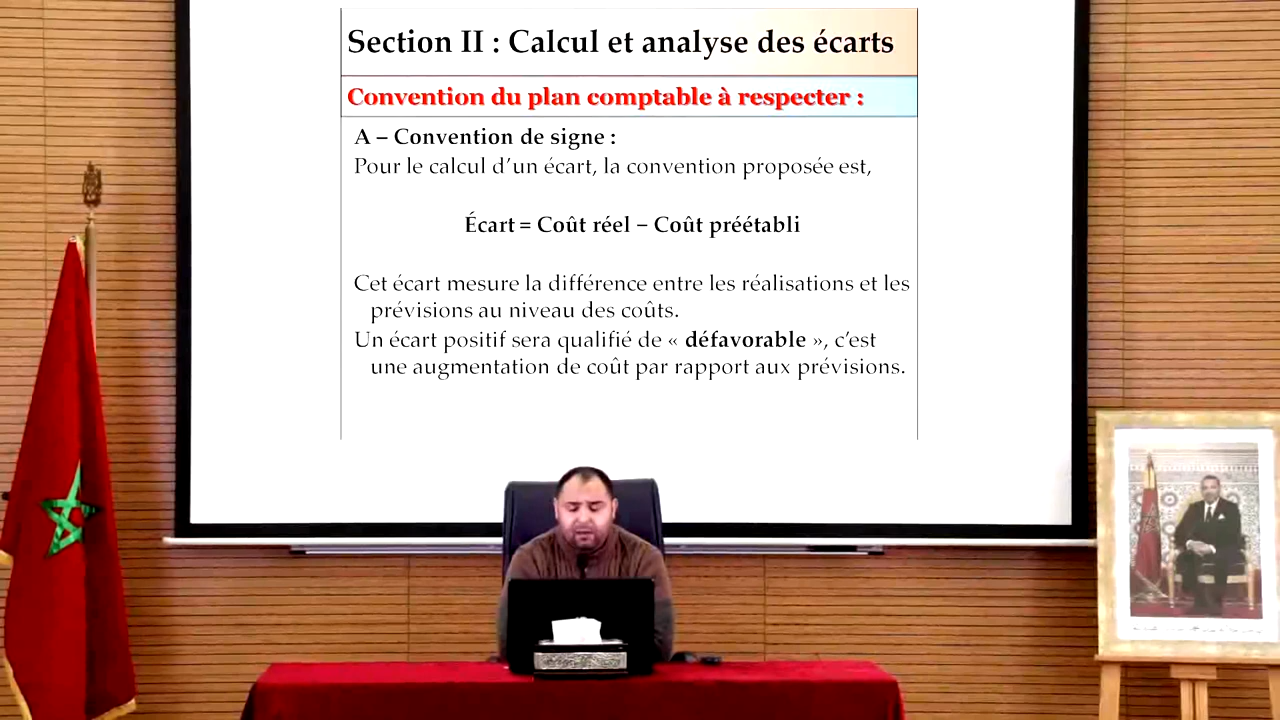 Section II : Calcul et analyse des écarts
Convention du plan comptable à respecter :
A – Convention de signe :
Pour le calcul d’un écart, la convention proposée est,
Écart = Coût réel – Coût préétabli
Cet écart mesure la différence entre les réalisations et les
prévisions au niveau des coûts.
Un écart positif sera qualifié de « défavorable », c’est
une augmentation de coût par rapport aux prévisions.